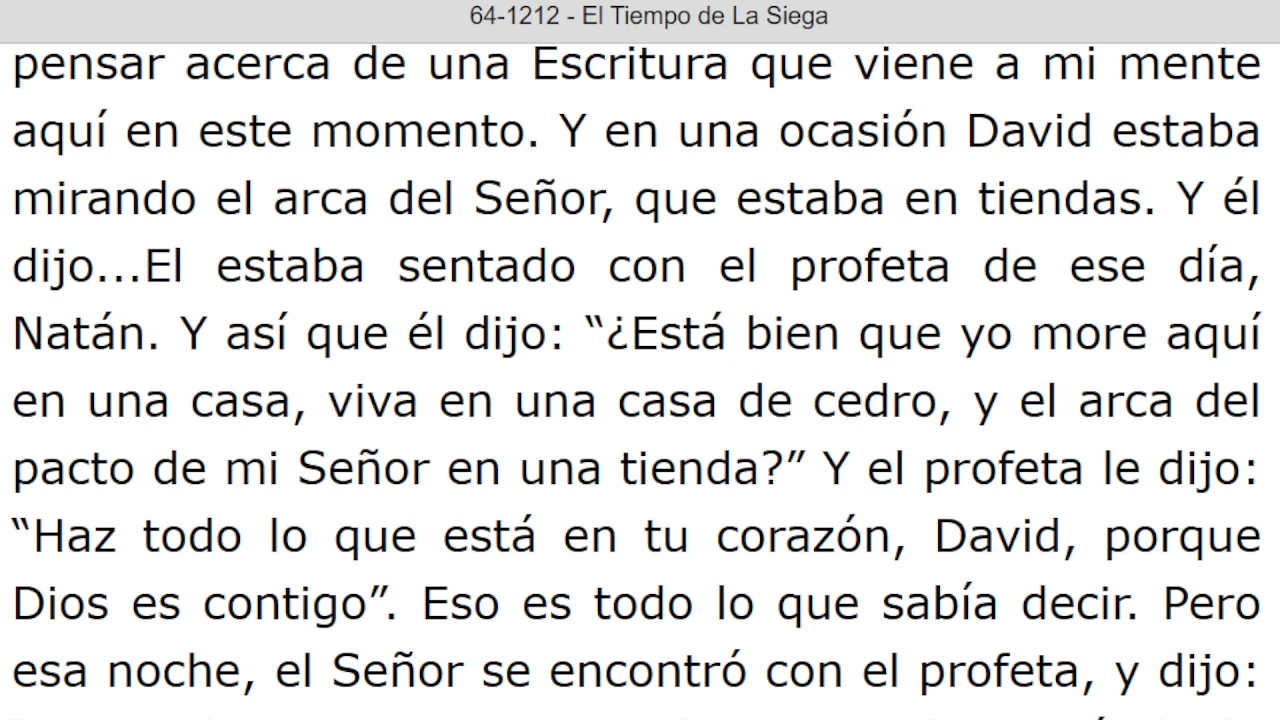 64-1212 - El Tiempo de La Siega
pensar acerca de una Escritura que viene a mi mente
aquí en este momento. Y en una ocasión David estaba
mirando el arca del Señor, que estaba en tiendas. Y él
dijo...El estaba sentado con el profeta de ese día,
Natán. Y así que él dijo: “¿Está bien que yo more aquí
en una casa, viva en una casa de cedro, y el arca del
pacto de mi Señor en una tienda?” Y el profeta le dijo:
“Haz todo lo que está en tu corazón, David, porque
Dios es contigo”. Eso es todo lo que sabía decir. Pero
esa noche, el Señor se encontró con el profeta, y dijo: